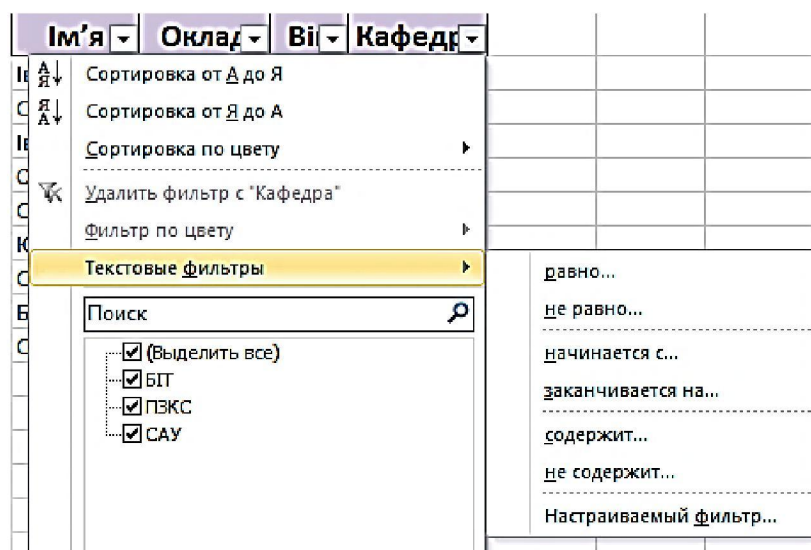 Ім’я Оклад Ві Кафедр
Сортировка от А до Я
Сортировка от Я до А
Сортировка по цвету
Удалить фильтр с "Кафедра"
Фильтр по цвету
Текстовые фильтры
Поиск
(Выделить все)
БІТ
ПЗКС
САУ
равно...
не равно...
начинается с...
заканчивается на...
содержит...
не содержит...
Настраиваемый фильтр...